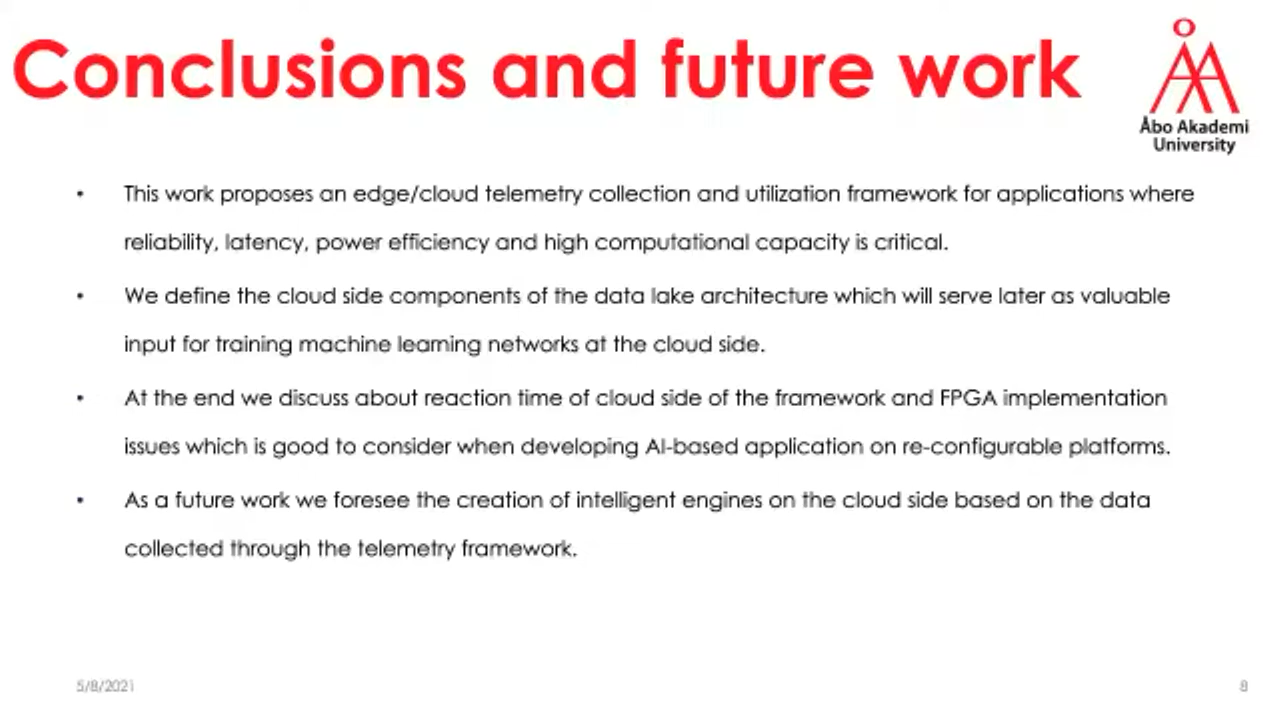 Conclusions and future work
Åbo Akademi
University
• This work proposes an edge/cloud telemetry collection and utilization framework for applications where
reliability, latency, power efficiency and high computational capacity is critical.
• We define the cloud side components of the data lake architecture which will serve later as valuable
input for training machine learning networks at the cloud side.
• At the end we discuss about reaction time of cloud side of the framework and FPGA implementation
issues which is good to consider when developing AI-based application on re-configurable platforms.
• As a future work we foresee the creation of intelligent engines on the cloud side based on the data
collected through the telemetry framework.
5/8/2021
8